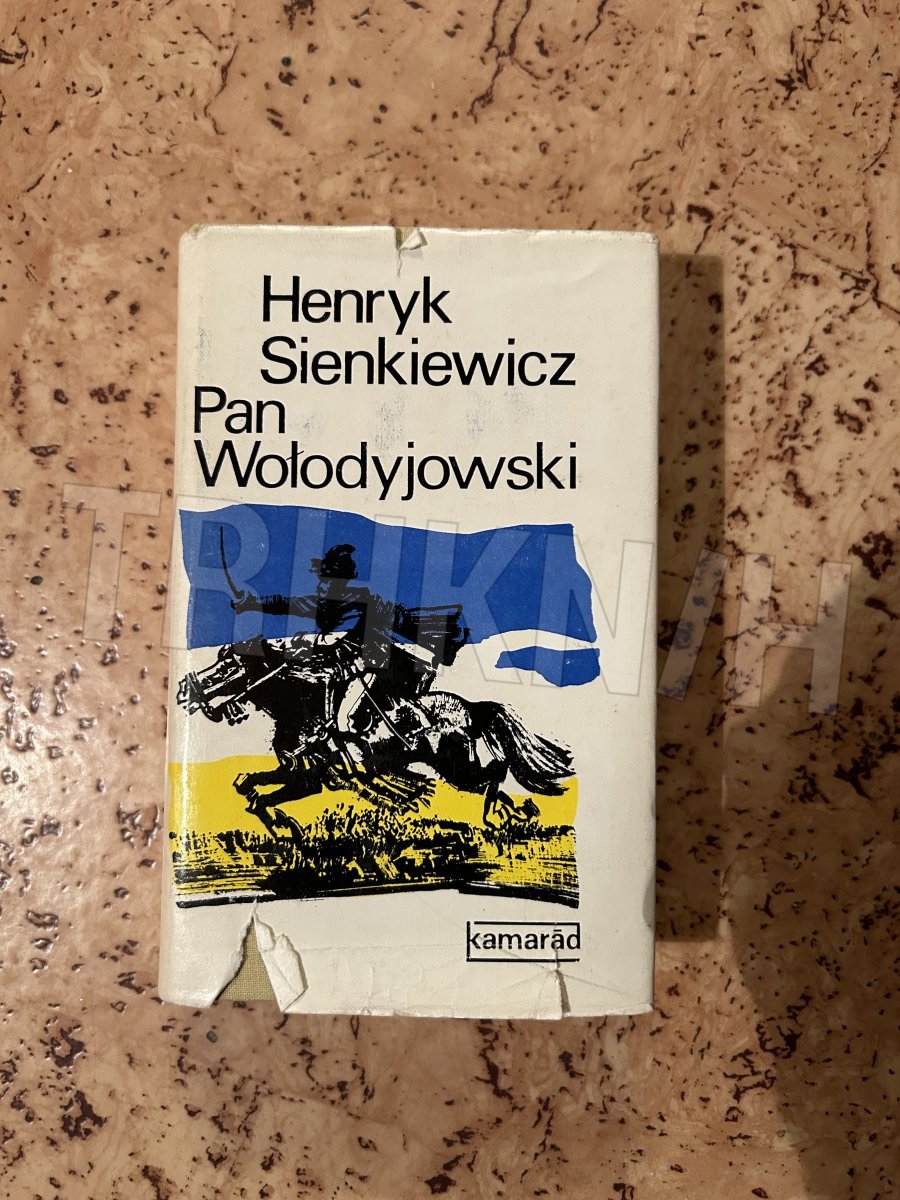 Henryk
Sienkiewicz
Pan
Wołodyjowski
kamarád